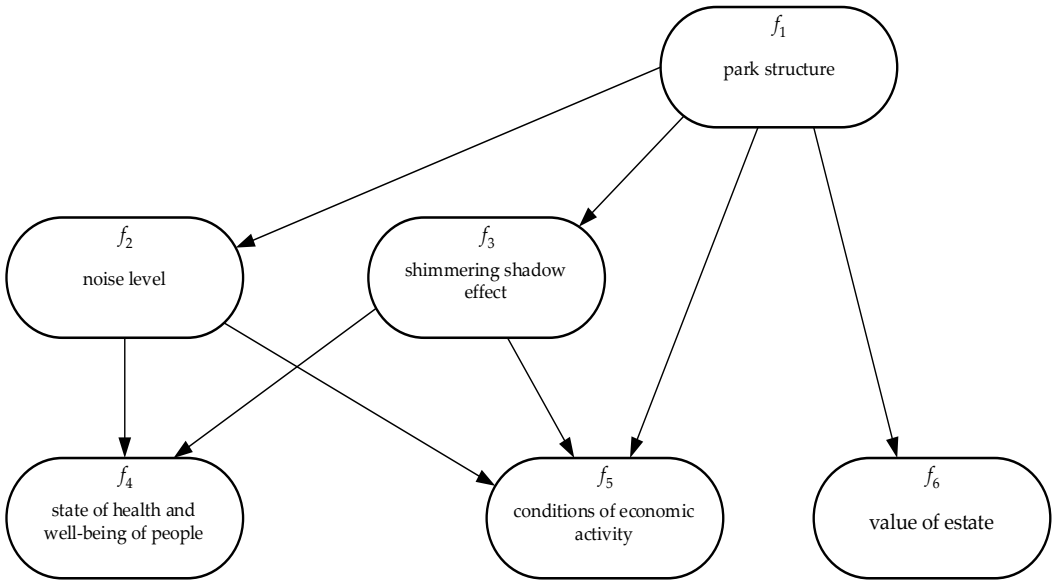 f1
park structure
f2
noise level
f3
shimmering shadow
effect
f4
state of health and
well-being of people
f5
conditions of economic
activity
f6
value of estate